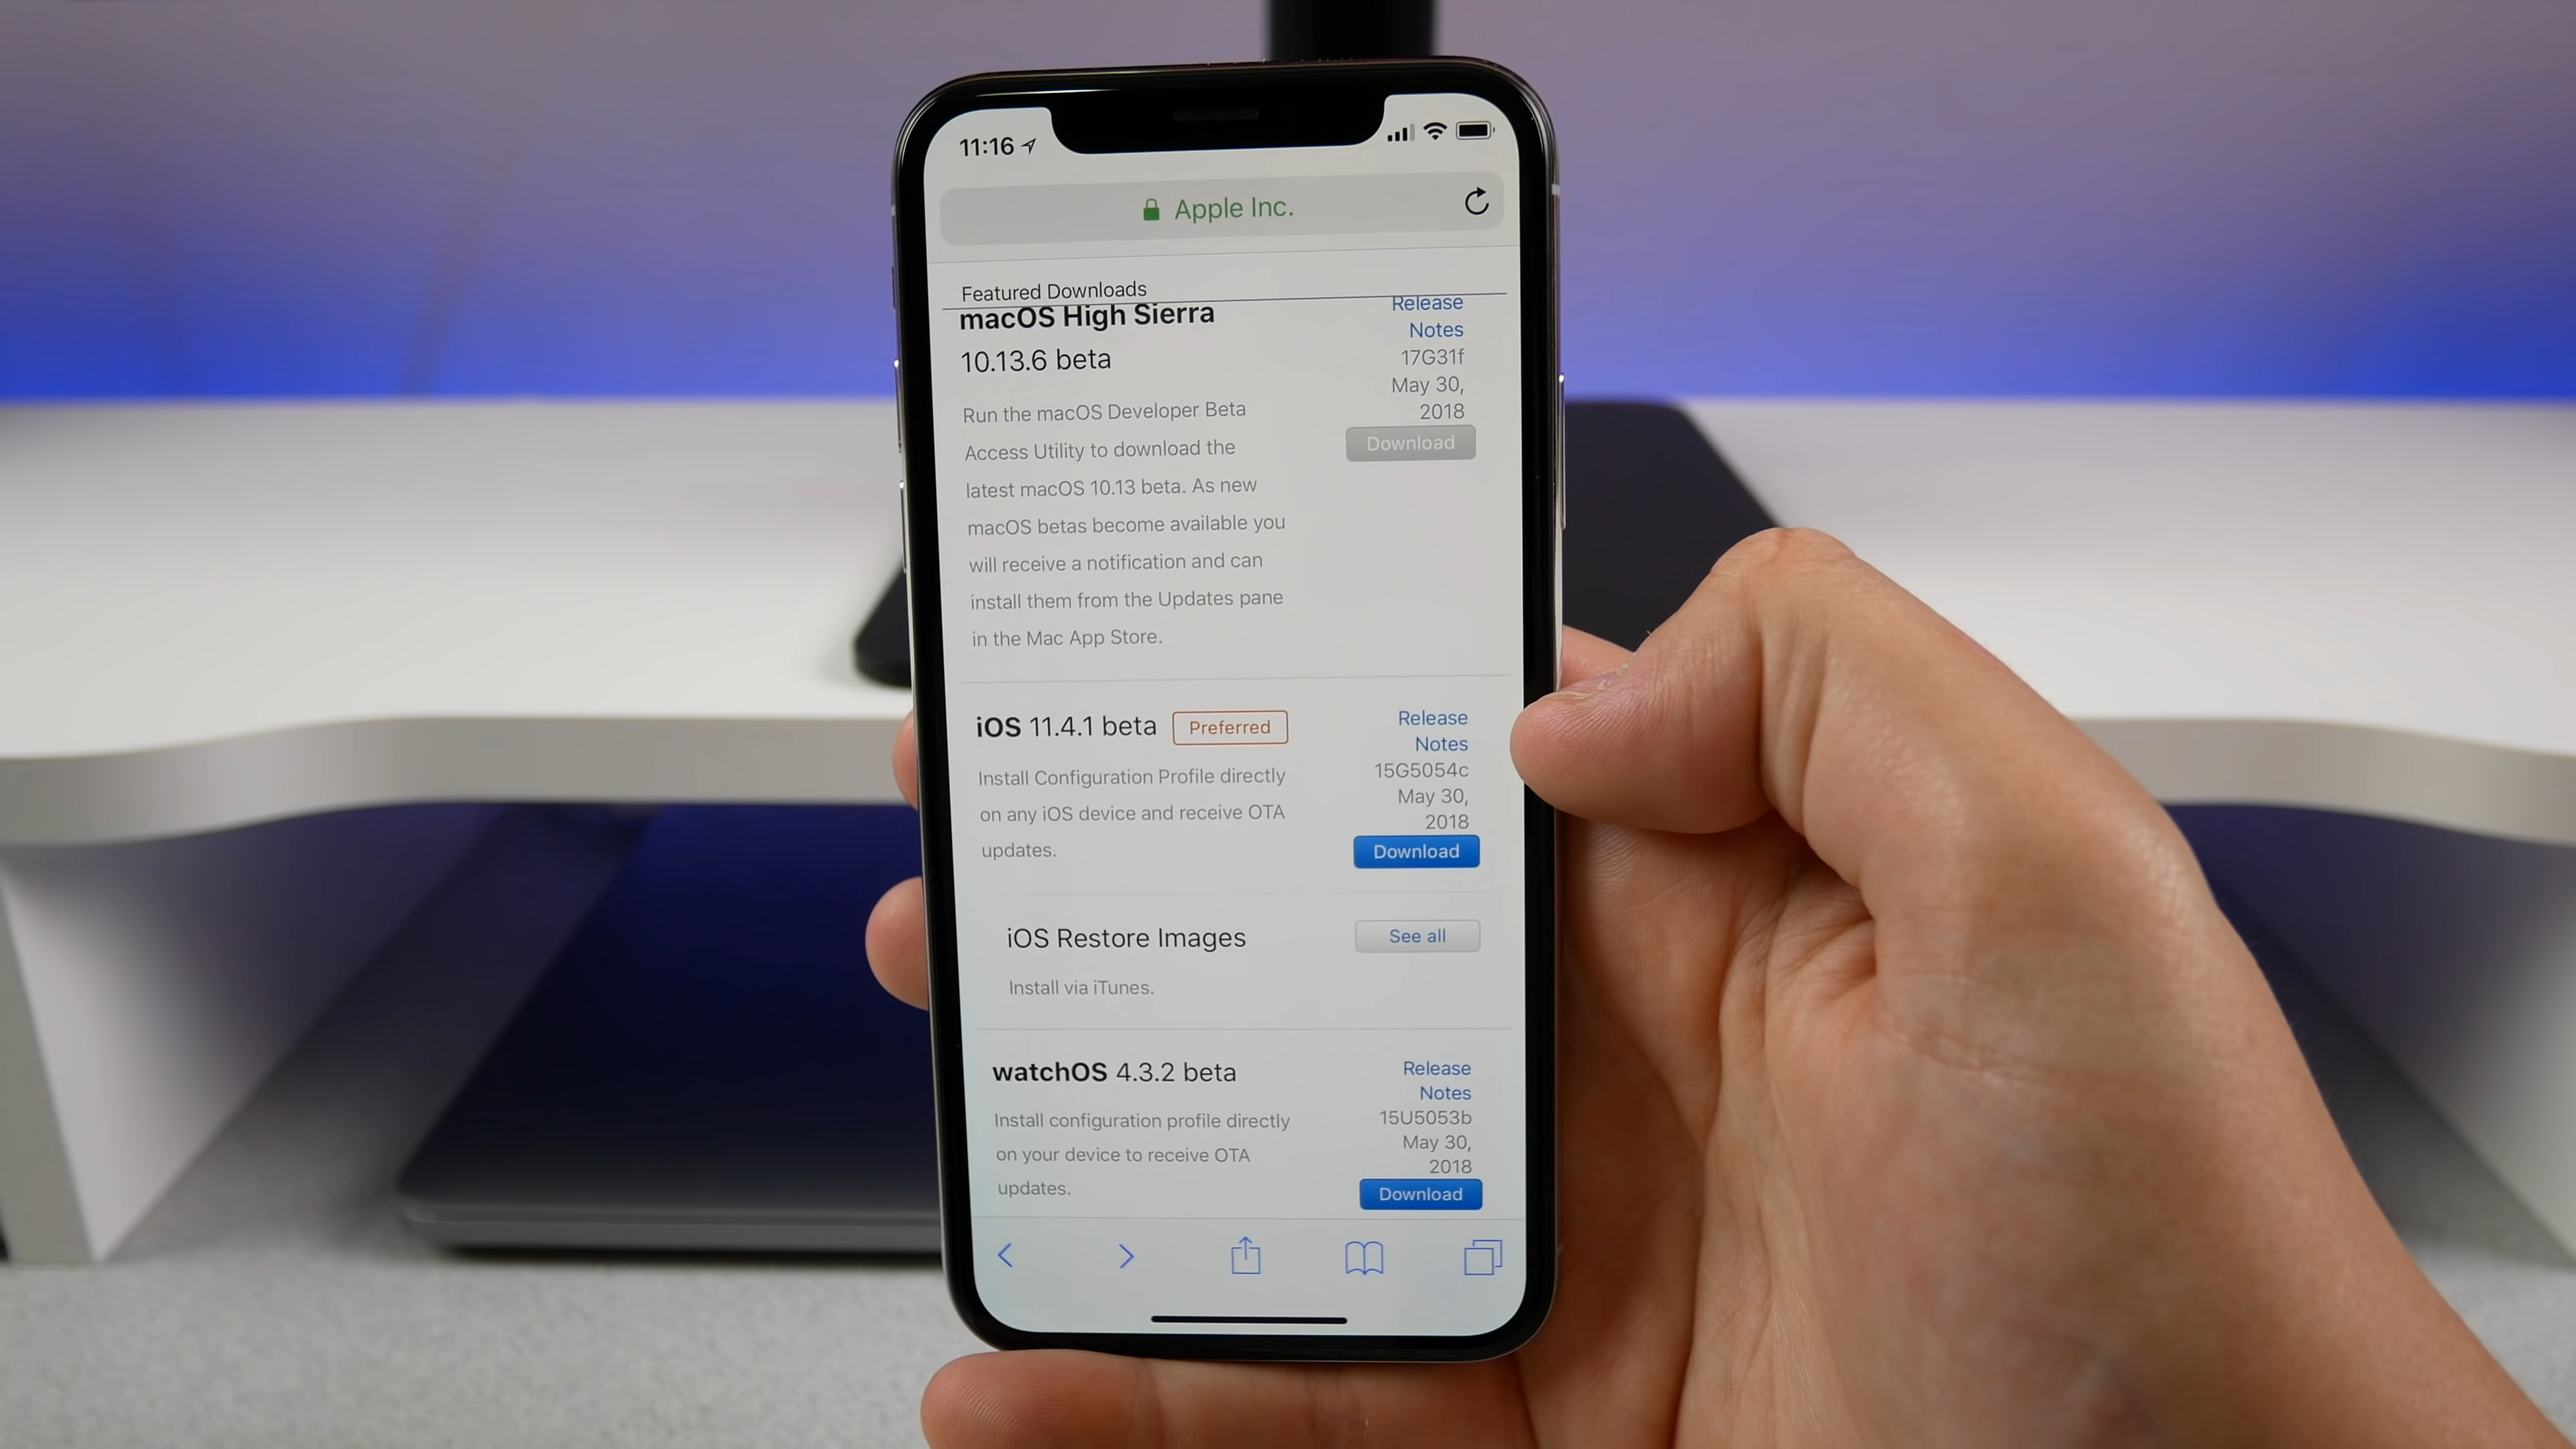 11:16
Apple Inc.
Featured Downloads
macOS High Sierra
10.13.6 beta
Run the macOS Developer Beta
Access Utility to download the
latest macOS 10.13 beta. As new
macOS betas become available you
will receive a notification and can
install them from the Updates pane
in the Mac App Store.
Release
Notes
17G31f
May 30,
2018
Download
iOS 11.4.1 beta Preferred
Install Configuration Profile directly
on any iOS device and receive OTA
updates.
Release
Notes
15G5054c
May 30,
2018
Download
iOS Restore Images
Install via iTunes.
See all
watchOS 4.3.2 beta
Install configuration profile directly
on your device to receive OTA
updates.
Release
Notes
15U5053b
May 30,
2018
Download